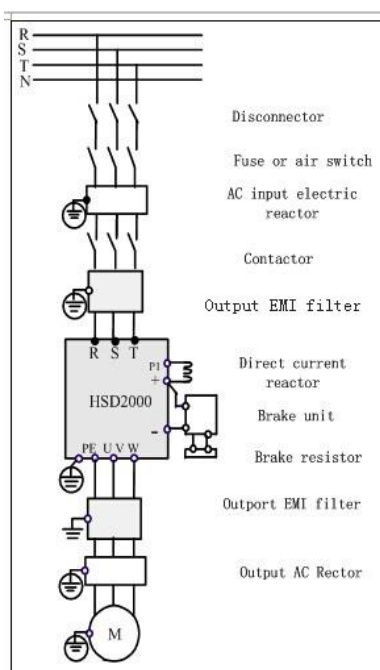 R
S
T
N
Disconnector
Fuse or air switch
AC input electric
reactor
Contactor
Output EMI filter
R S T
P1
Direct current
reactor
+
HSD2000
Brake unit
-
Brake resistor
PE U V W
Outport EMI filter
Output AC Rector
M